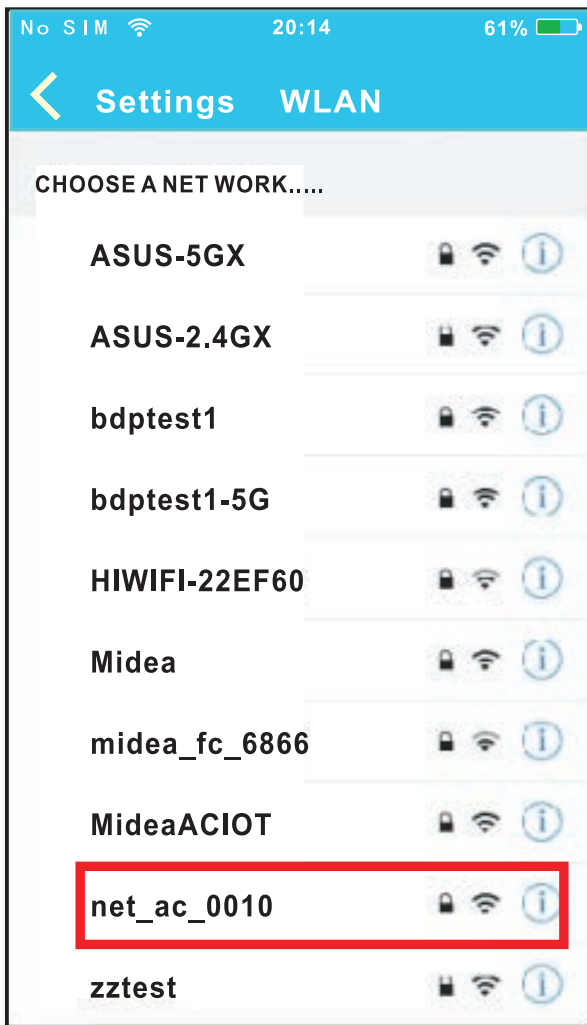 No SIM 20:14 61%
Settings WLAN
CHOOSE A NET WORK.....
ASUS-5GX
ASUS-2.4GX
bdptest1
bdptest1-5G
HIWIFI-22EF60
Midea
midea_fc_6866
MideaACIOT
net_ac_0010
zztest